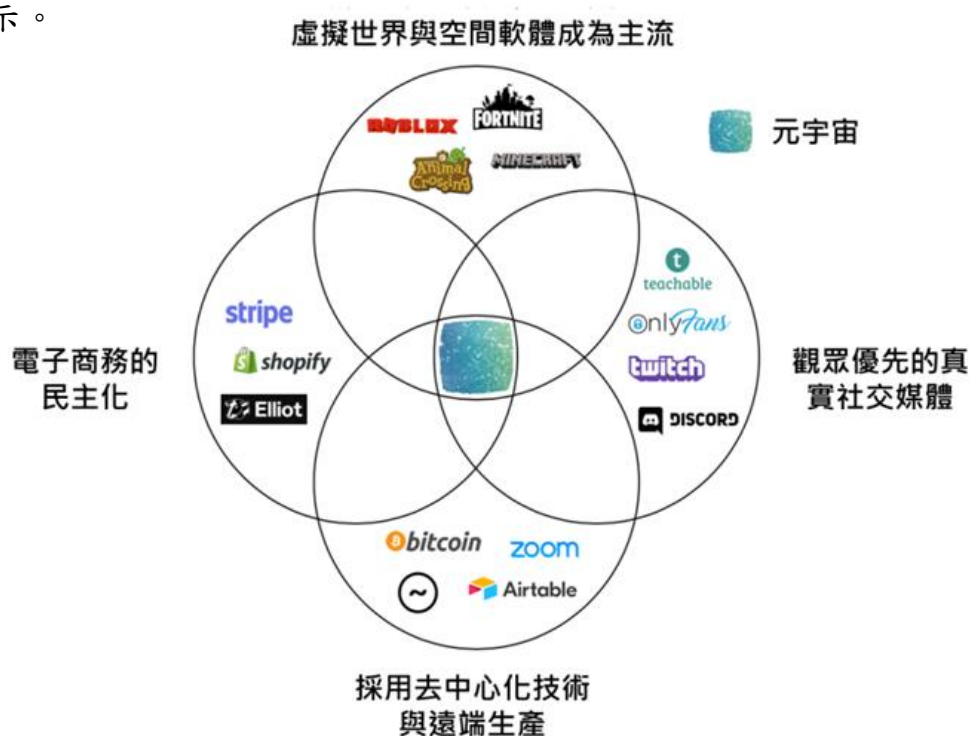 示。
虛擬世界與空間軟體成為主流
ROBLOX
FORTNITE
Animal
Crossing
MINECRAFT
元宇宙
t
teachable
OnlyFans
twitch
DISCORD
stripe
shopify
Elliot
電子商務的
民主化
觀眾優先的真
實社交媒體
bitcoin
zoom
~
Airtable
採用去中心化技術
與遠端生產